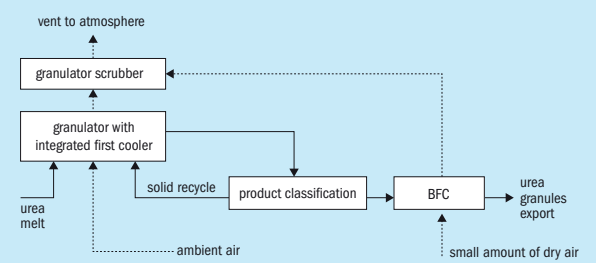 vent to atmosphere
granulator scrubber
granulator with
integrated first cooler
solid recycle
product classification
BFC
urea
granules
export
urea
melt
ambient air
small amount of dry air